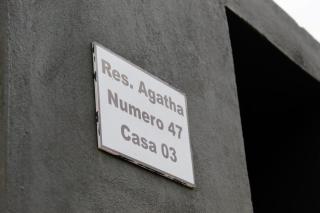 Res. Agatha
Numero 47
Casa 03